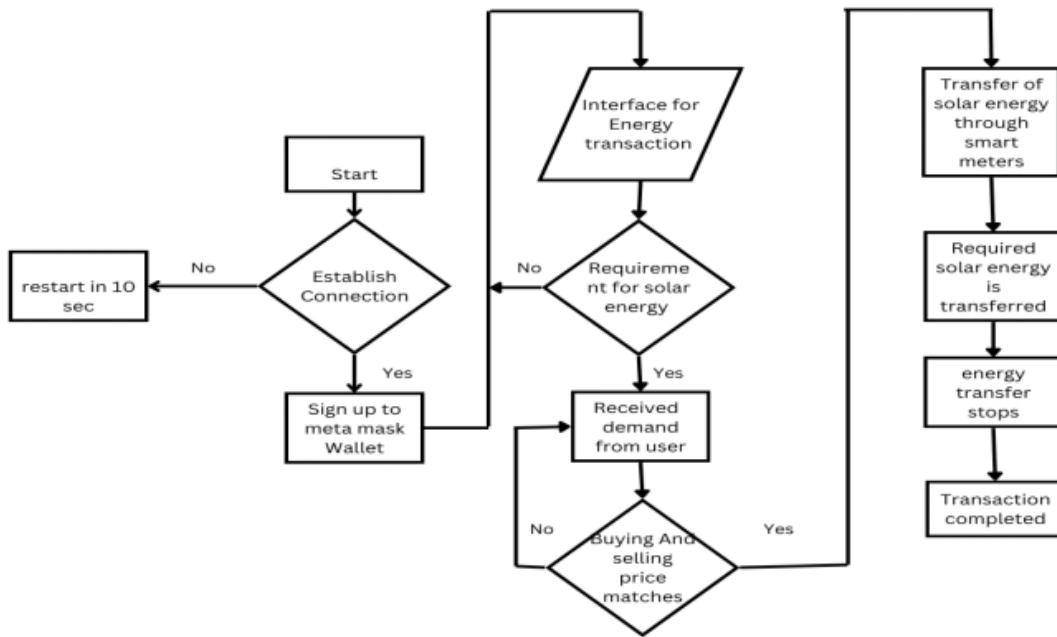 Start
Establish
Connection
No
restart in 10
sec
Yes
Sign up to
meta mask
Wallet
Interface for
Energy
transaction
Requireme
nt for solar
energy
No
Yes
Received
demand
from user
Buying And
selling
price
matches
No
Yes
Transfer of
solar energy
through
smart
meters
Required
solar energy
is
transferred
energy
transfer
stops
Transaction
completed